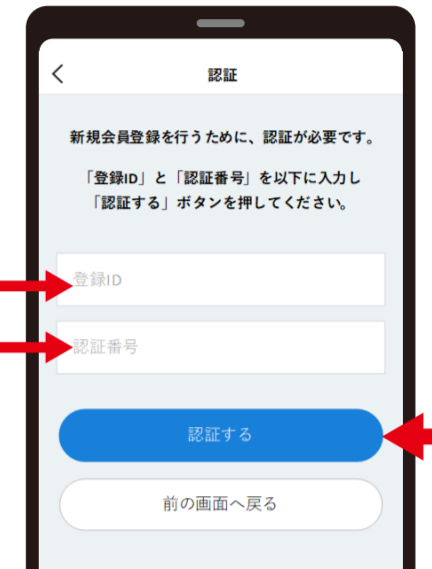 認証
新規会員登録を行うために、認証が必要です。
「登録ID」と「認証番号」を以下に入力し
「認証する」ボタンを押してください。
登録ID
認証番号
認証する
前の画面へ戻る